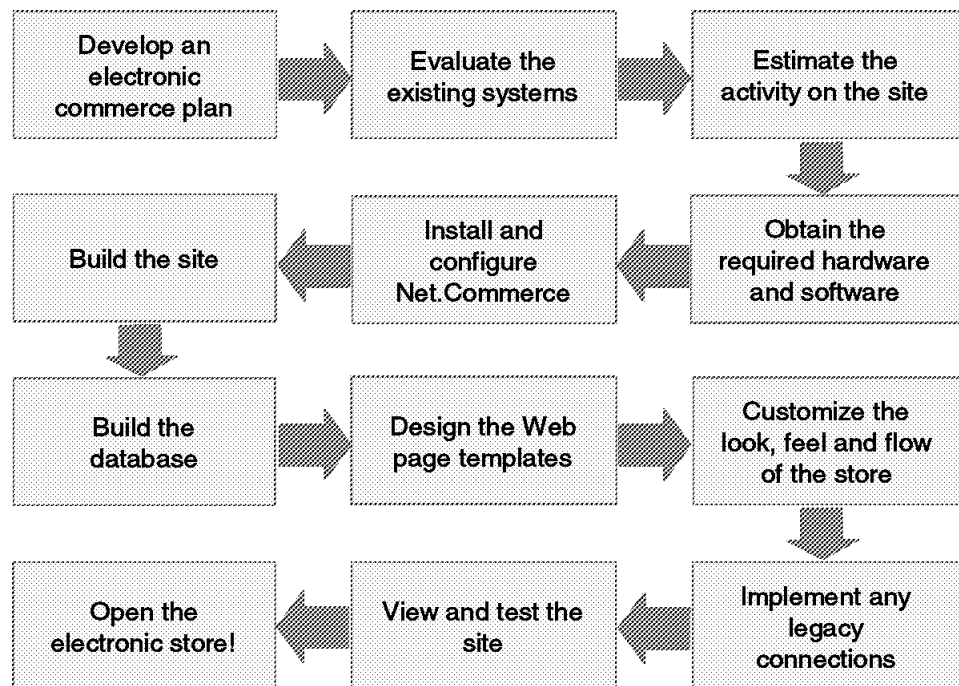 Develop an
electronic
commerce plan
Evaluate the
existing systems
Estimate the
activity on the site
Obtain the
required hardware
and software
Install and
configure
Net.Commerce
Build the site
Build the
database
Design the Web
page templates
Customize the
look, feel and flow
of the store
Implement any
legacy
connections
View and test the
site
Open the
electronic store!